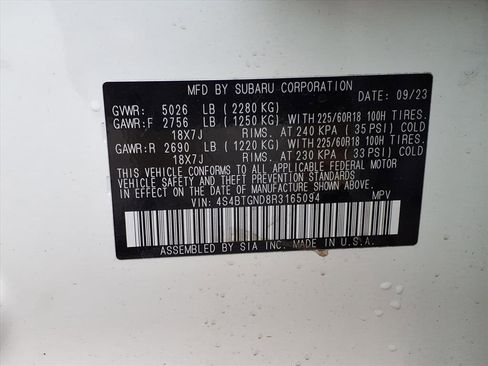 MFD BY SUBARU CORPORATION
DATE: 09/23
GVWR: 5026 LB (2280 KG)
GAWR:F 2756 LB (1250 KG) WITH 225/60R18 100H TIRES.
18X7J RIMS. AT 240 KPA (35 PSI) COLD
GAWR:R 2690 LB (1220 KG) WITH 225/60R18 100H TIRES.
18X7J RIMS. AT 230 KPA (33 PSI) COLD
THIS VEHICLE CONFORMS TO ALL APPLICABLE FEDERAL MOTOR
VEHICLE SAFETY AND THEFT PREVENTION STANDARDS
IN EFFECT ON THE DATE OF MANUFACTURE SHOWN ABOVE.
VIN: 4S4BTGND8R3165094 MPV
ASSEMBLED BY SIA INC. MADE IN U.S.A.